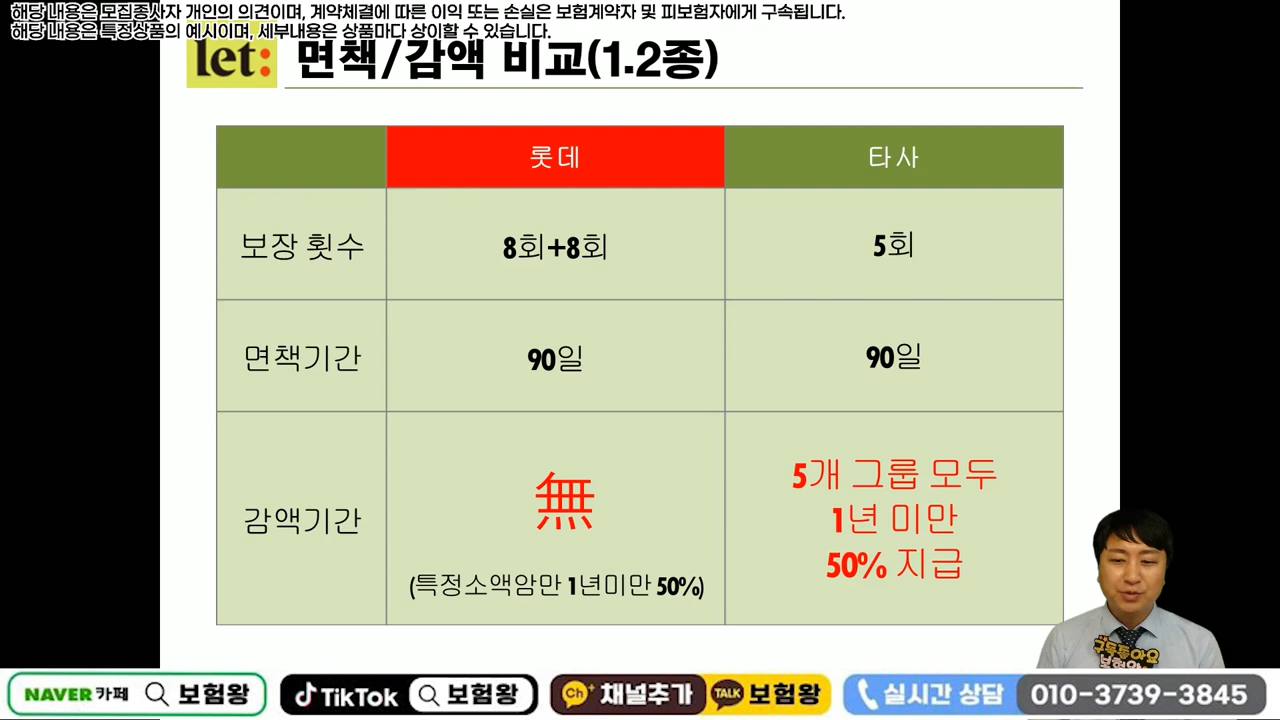 해당 내용은 모집종사자 개인의 의견이며, 계약체결에 따른 이익 또는 손실은 보험계약자 및 피보험자에게 구속됩니다.
해당 내용은 특정상품의 예시이며, 세부내용은 상품마다 상이할 수 있습니다.
let: 면책/감액 비교(1.2종)
롯데 타사
보장 횟수 8회+8회 5회
면책기간 90일 90일
감액기간 無 (특정소액암만 1년미만 50%)
5개 그룹 모두
1년 미만
50% 지급
구독좋아요
NAVER 카페 보험왕 TikTok 보험왕 Ch+ 채널추가 TALK 보험왕 실시간 상담 010-3739-3845